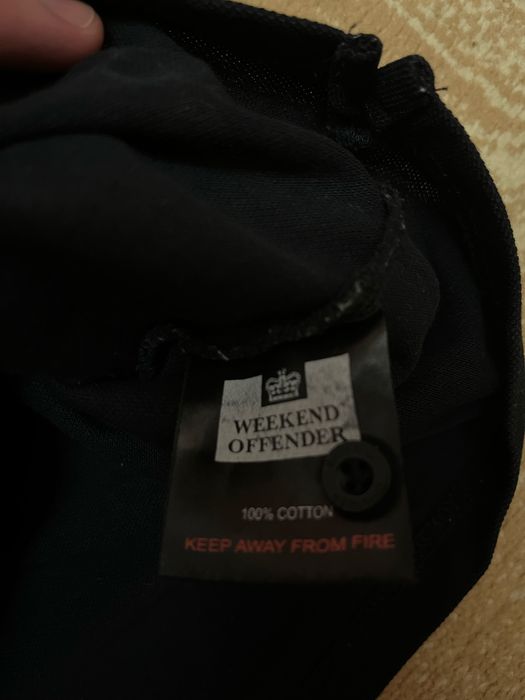 WEEKEND
OFFENDER
100% COTTON
KEEP AWAY FROM FIRE